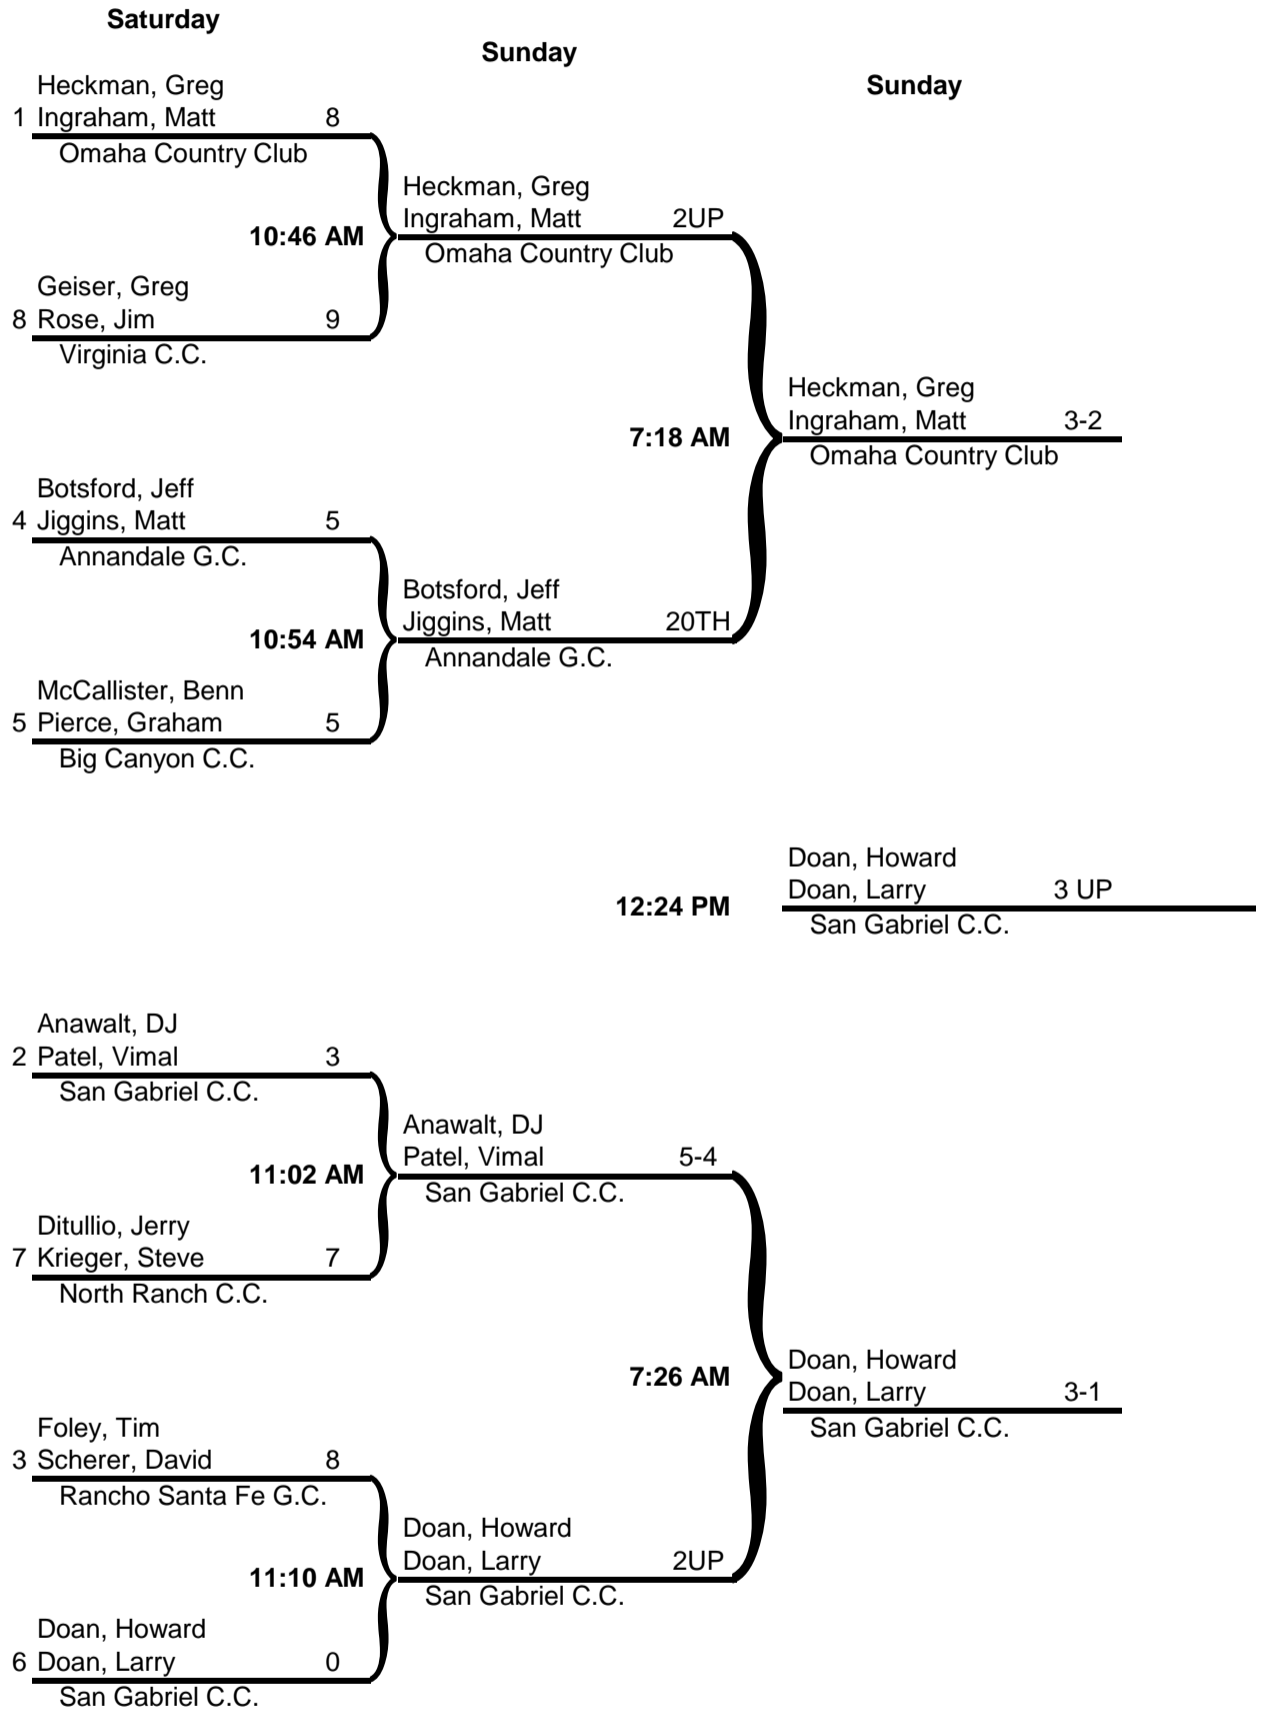 Saturday
Sunday
Sunday
Heckman, Greg
1 Ingraham, Matt 8
Omaha Country Club
Heckman, Greg
Ingraham, Matt 2UP
10:46 AM
Omaha Country Club
Geiser, Greg
8 Rose, Jim 9
Virginia C.C.
Heckman, Greg
Ingraham, Matt 3-2
7:18 AM
Omaha Country Club
Botsford, Jeff
4 Jiggins, Matt 5
Annandale G.C.
Botsford, Jeff
Jiggins, Matt 20TH
10:54 AM
Annandale G.C.
McCallister, Benn
5 Pierce, Graham 5
Big Canyon C.C.
Doan, Howard
Doan, Larry 3 UP
12:24 PM
San Gabriel C.C.
Anawalt, DJ
2 Patel, Vimal 3
San Gabriel C.C.
Anawalt, DJ
Patel, Vimal 5-4
11:02 AM
San Gabriel C.C.
Ditullio, Jerry
7 Krieger, Steve 7
North Ranch C.C.
Doan, Howard
7:26 AM
Doan, Larry 3-1
San Gabriel C.C.
Foley, Tim
3 Scherer, David 8
Rancho Santa Fe G.C.
Doan, Howard
Doan, Larry 2UP
11:10 AM
San Gabriel C.C.
Doan, Howard
6 Doan, Larry 0
San Gabriel C.C.